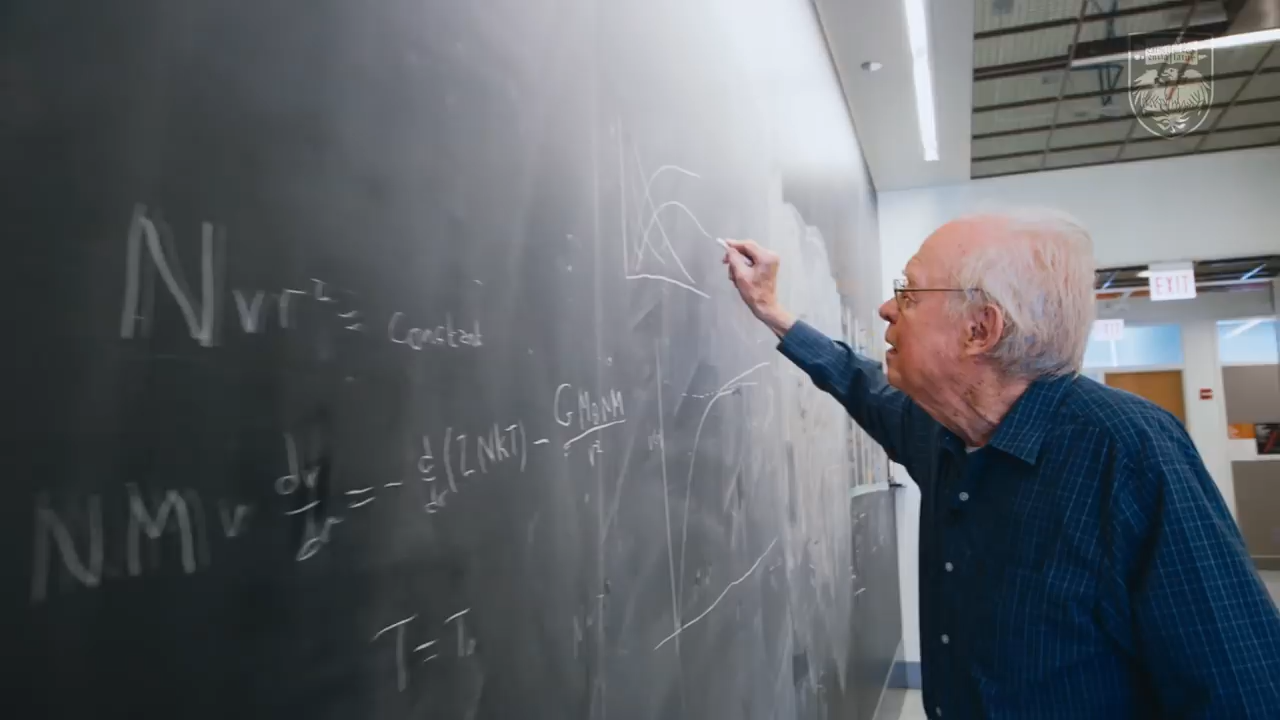 Nvr² = Constant
NMv dv/dr = - d/dr (2NkT) - GM⊙NM/r²
T = T₀
EXIT